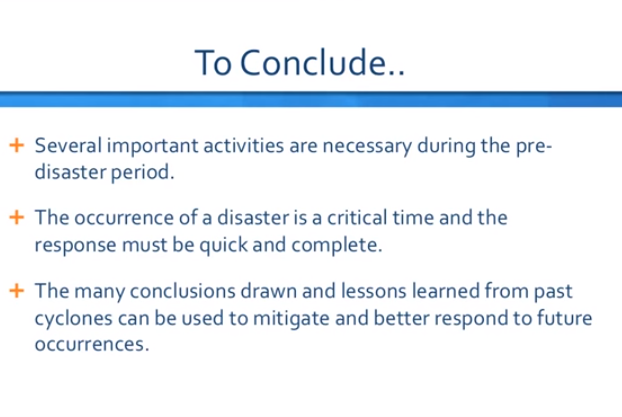 To Conclude..
Several important activities are necessary during the pre-
disaster period.
The occurrence of a disaster is a critical time and the
response must be quick and complete.
The many conclusions drawn and lessons learned from past
cyclones can be used to mitigate and better respond to future
occurrences.